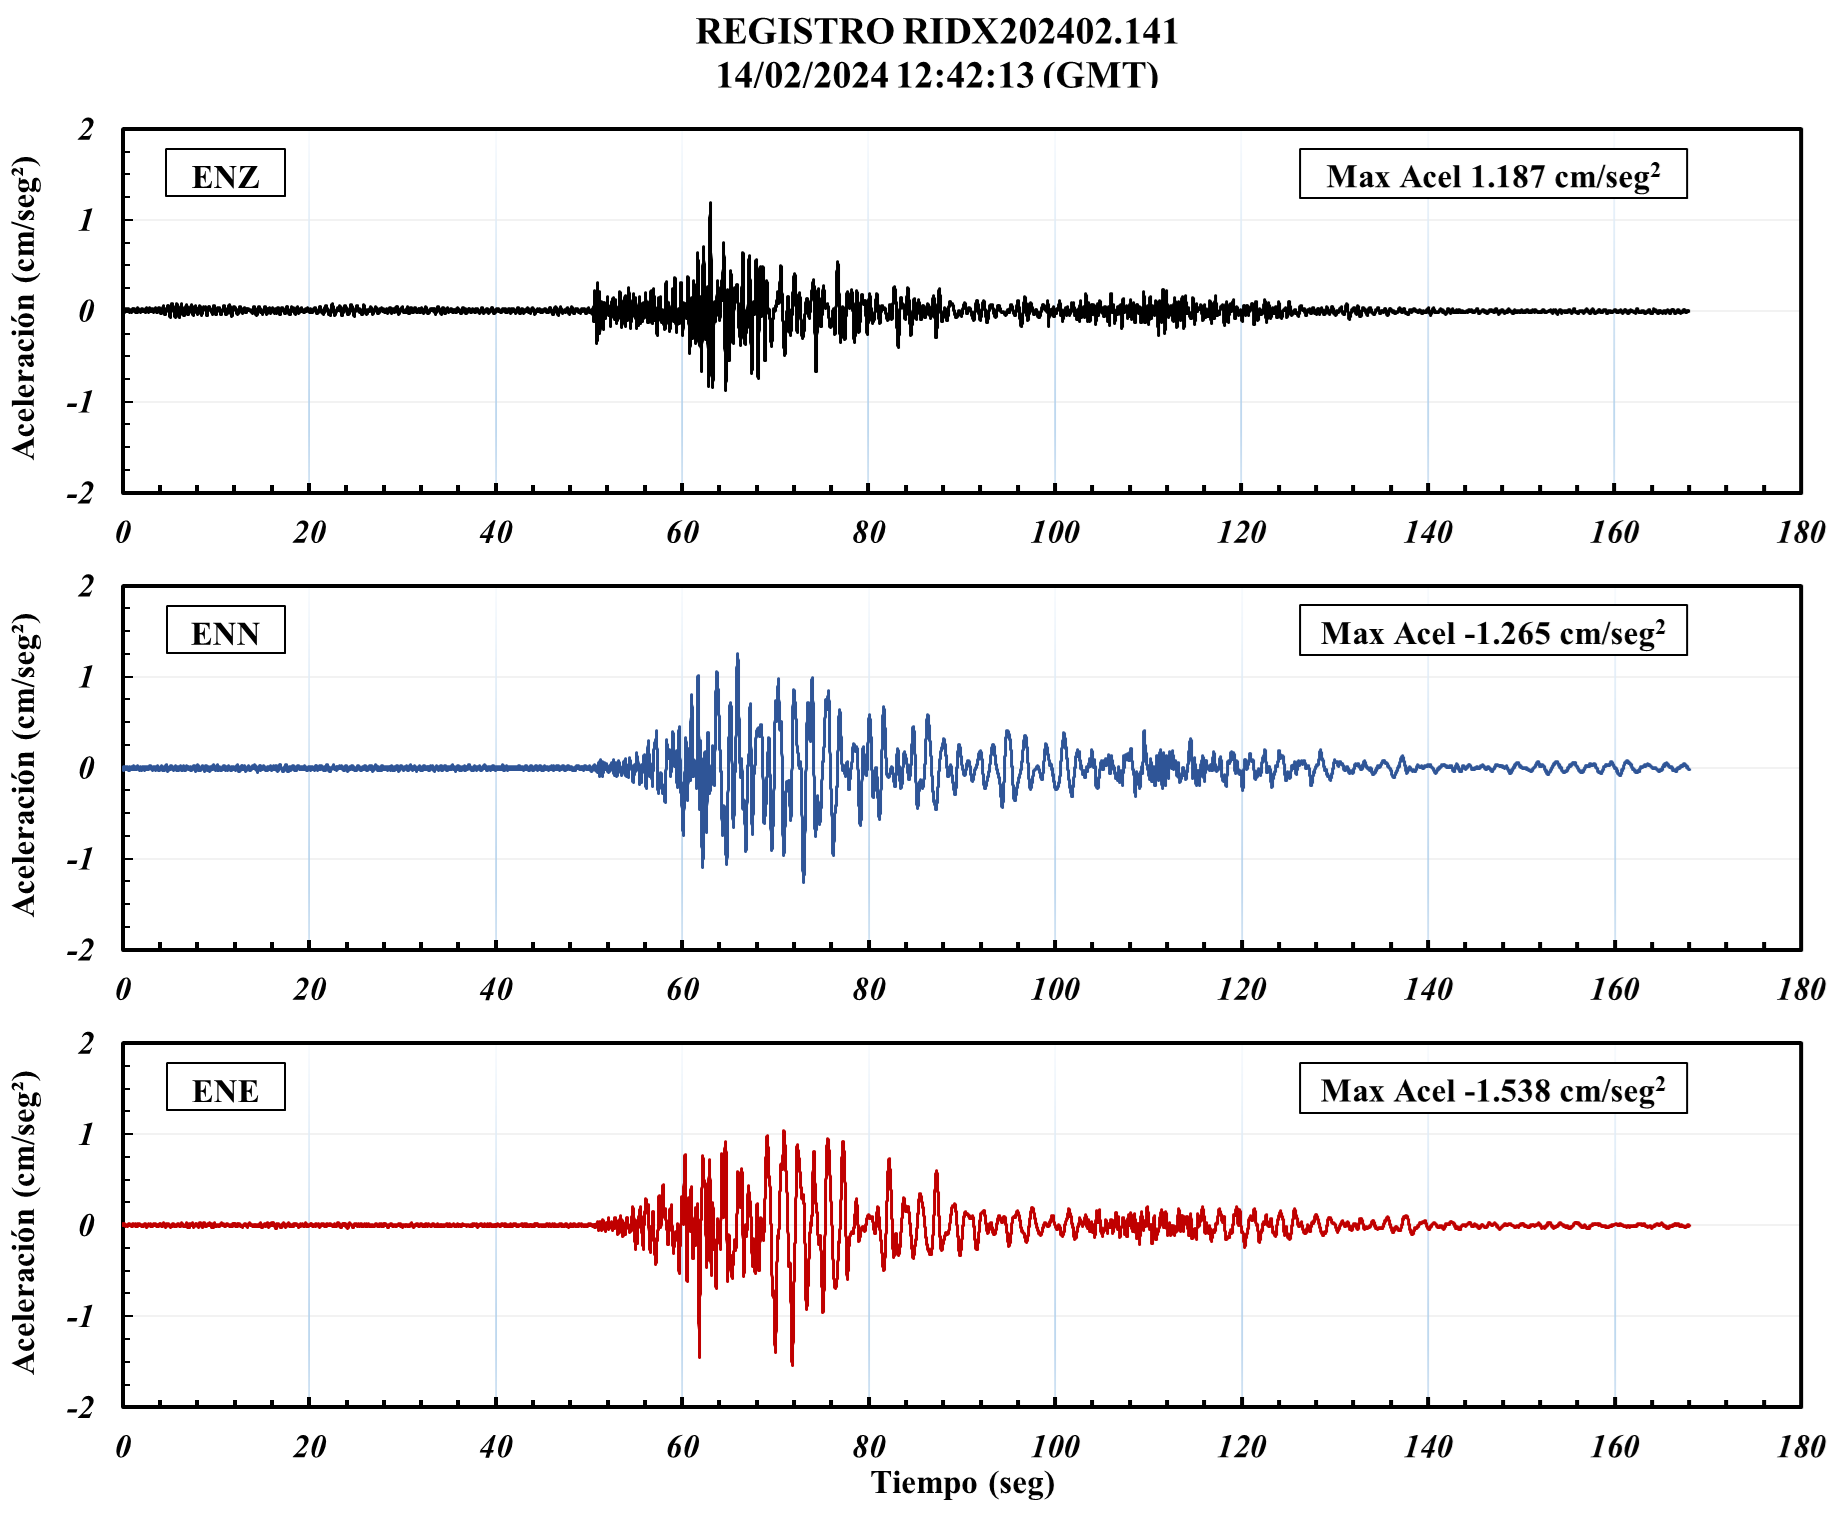 REGISTRO RIDX202402.141
14/02/2024 12:42:13 (GMT)
ENZ
Max Acel 1.187 cm/seg²
Aceleración (cm/seg²)
2
1
0
-1
-2
0 20 40 60 80 100 120 140 160 180
ENN
Max Acel -1.265 cm/seg²
Aceleración (cm/seg²)
2
1
0
-1
-2
0 20 40 60 80 100 120 140 160 180
ENE
Max Acel -1.538 cm/seg²
Aceleración (cm/seg²)
2
1
0
-1
-2
0 20 40 60 80 100 120 140 160 180
Tiempo (seg)